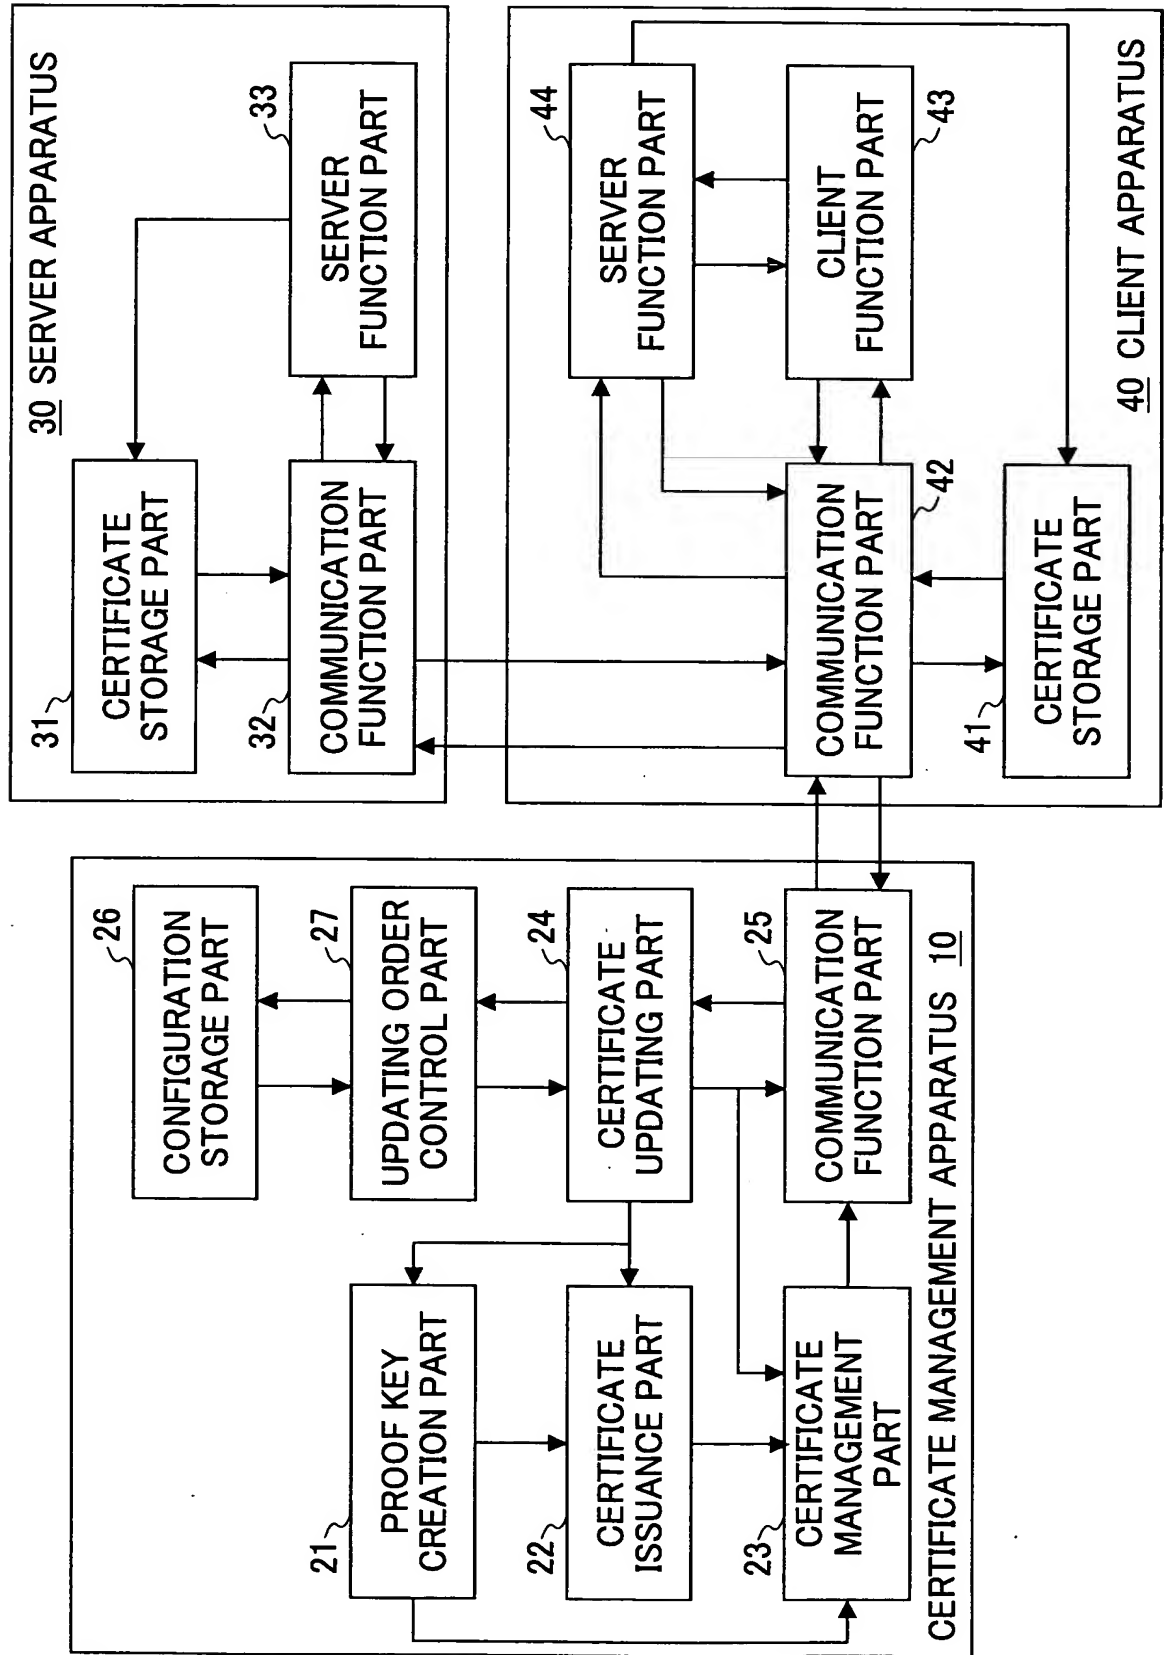 26
CONFIGURATION
STORAGE PART
27
UPDATING ORDER
CONTROL PART
21
PROOF KEY
CREATION PART
24
CERTIFICATE
UPDATING PART
22
CERTIFICATE
ISSUANCE PART
25
COMMUNICATION
FUNCTION PART
23
CERTIFICATE
MANAGEMENT
PART
CERTIFICATE MANAGEMENT APPARATUS 10
30 SERVER APPARATUS
31
CERTIFICATE
STORAGE PART
33
SERVER
FUNCTION PART
32
COMMUNICATION
FUNCTION PART
44
SERVER
FUNCTION PART
CLIENT
FUNCTION PART
43
COMMUNICATION
FUNCTION PART
42
41
CERTIFICATE
STORAGE PART
40 CLIENT APPARATUS